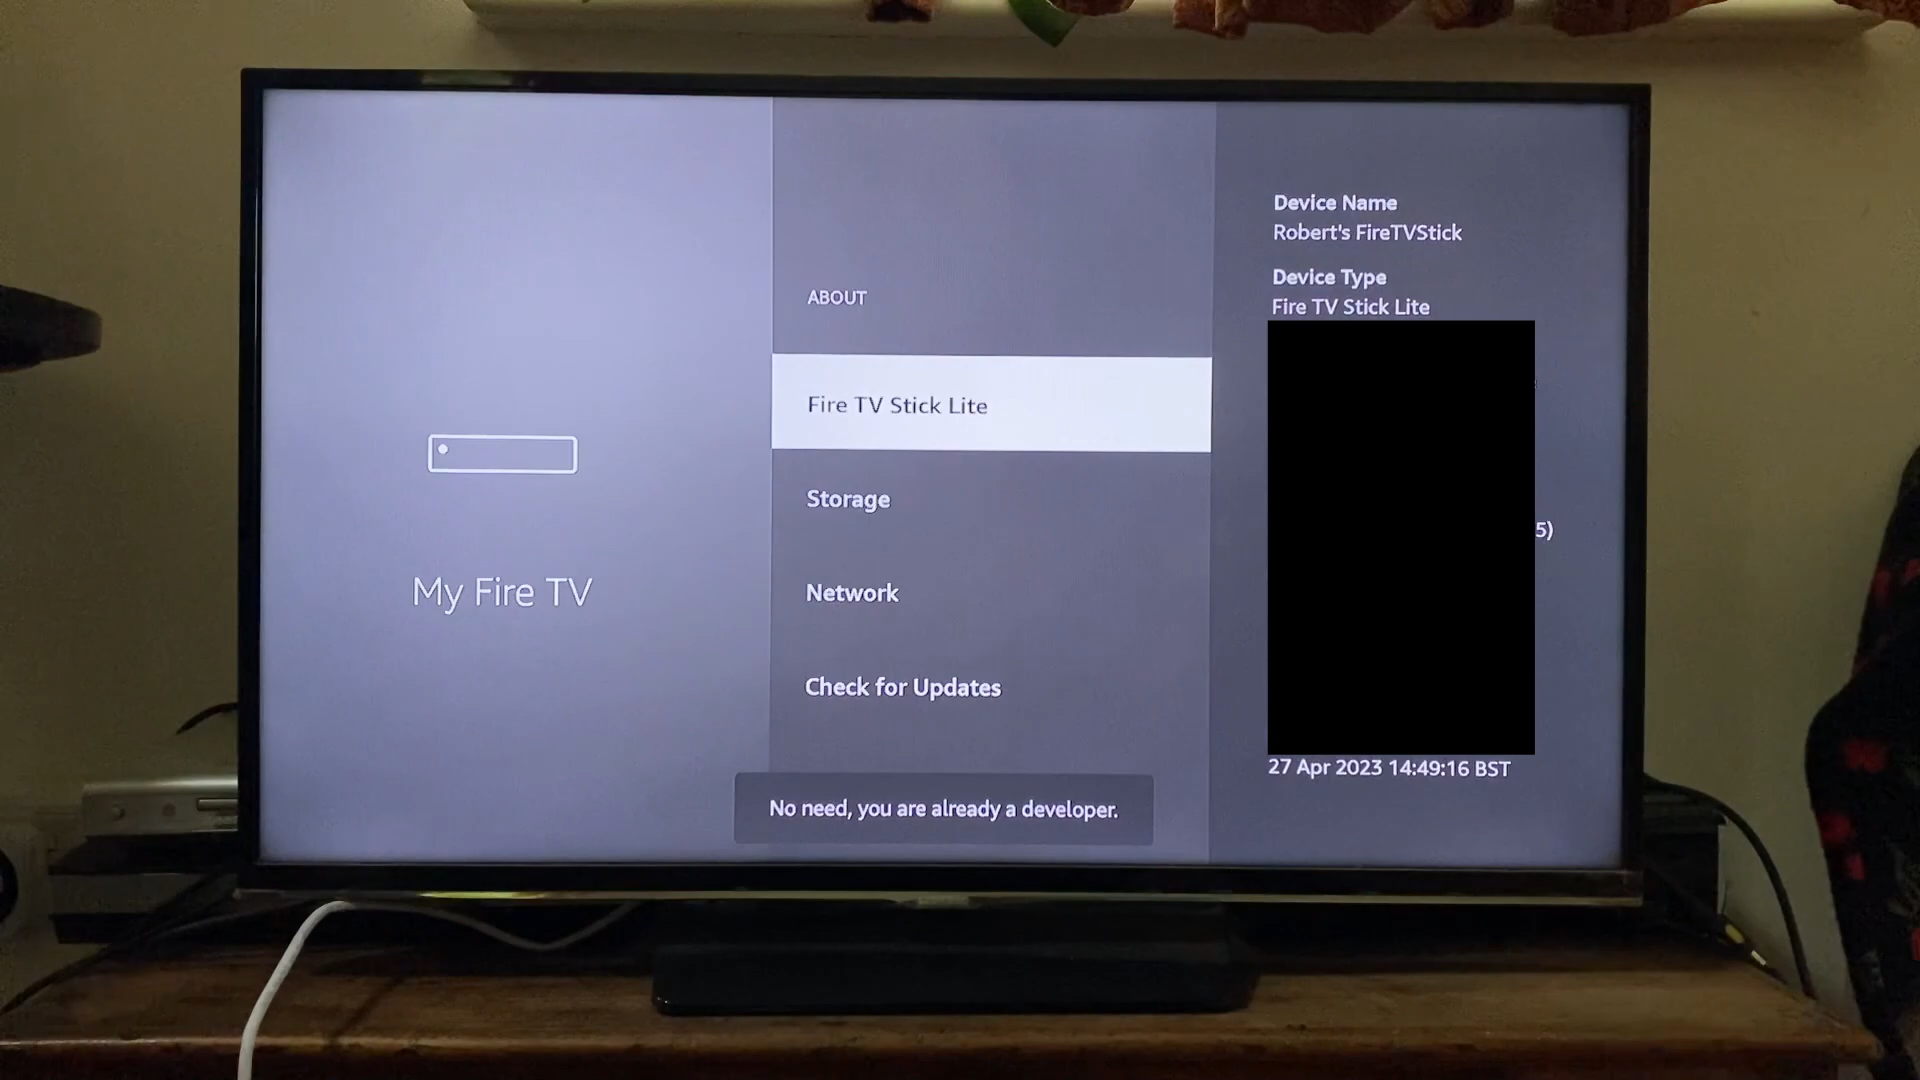 My Fire TV
ABOUT
Fire TV Stick Lite
Storage
Network
Check for Updates
No need, you are already a developer.
Device Name
Robert's FireTVStick
Device Type
Fire TV Stick Lite
5)
27 Apr 2023 14:49:16 BST